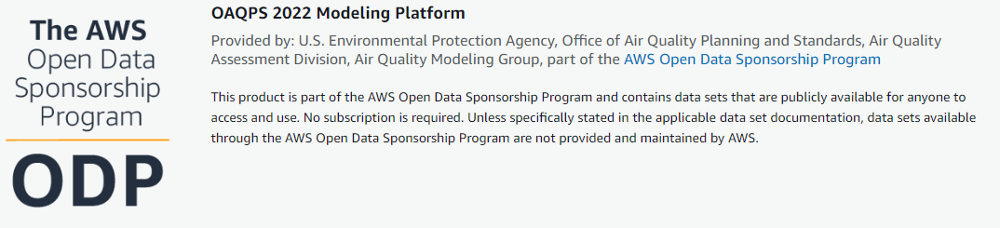 The AWS
Open Data
Sponsorship
Program
ODP
OAQPS 2022 Modeling Platform
Provided by: U.S. Environmental Protection Agency, Office of Air Quality Planning and Standards, Air Quality
Assessment Division, Air Quality Modeling Group, part of the AWS Open Data Sponsorship Program
This product is part of the AWS Open Data Sponsorship Program and contains data sets that are publicly available for anyone to
access and use. No subscription is required. Unless specifically stated in the applicable data set documentation, data sets available
through the AWS Open Data Sponsorship Program are not provided and maintained by AWS.